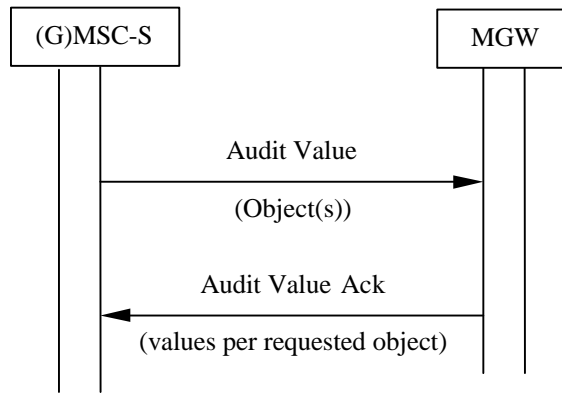 (G)MSC-S
MGW
Audit Value
(Object(s))
Audit Value Ack
(values per requested object)